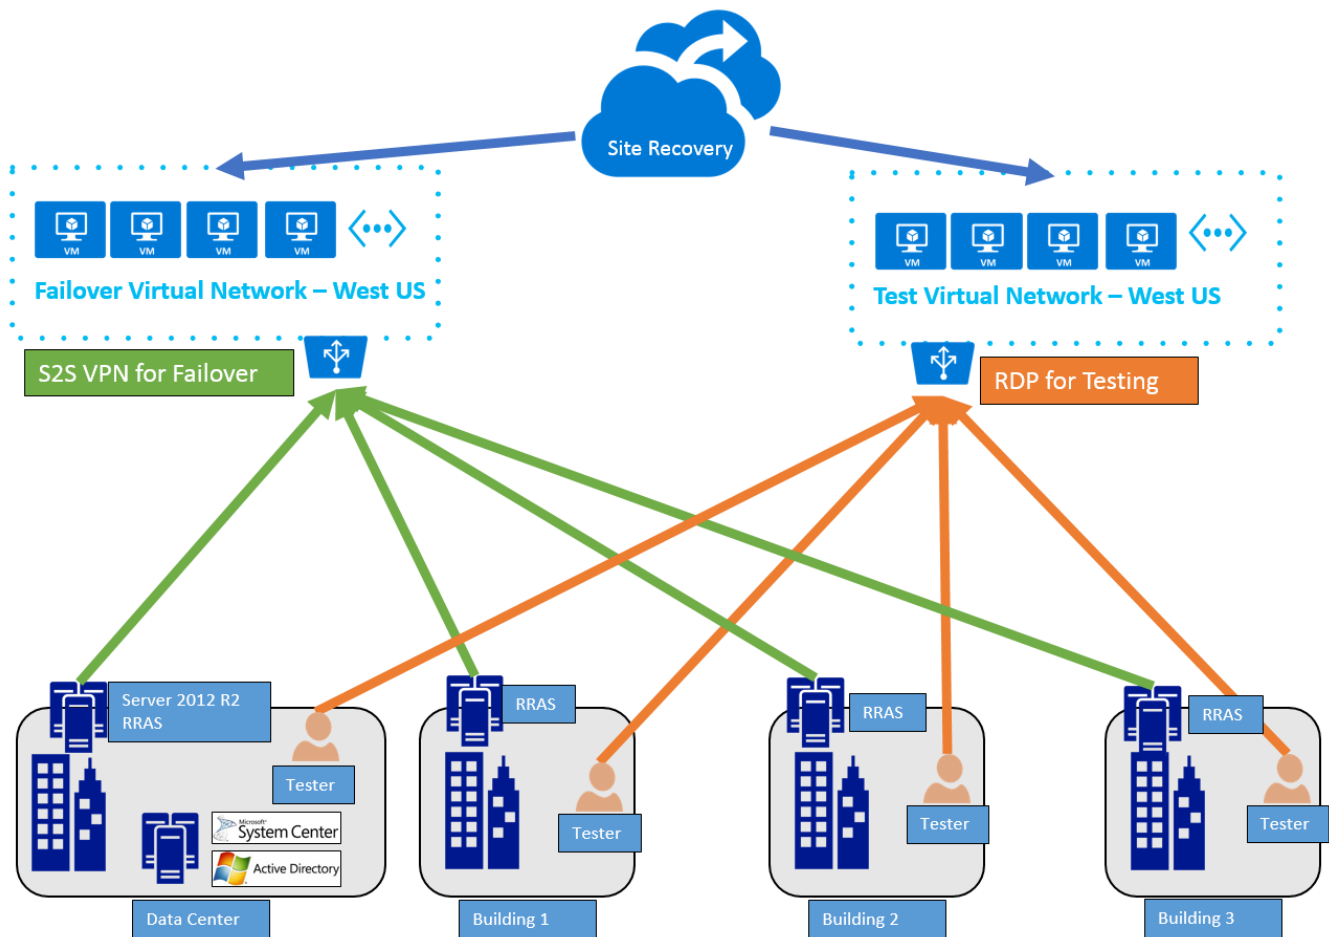 Site Recovery
VM VM VM VM
Failover Virtual Network – West US
VM VM VM VM
Test Virtual Network – West US
S2S VPN for Failover
RDP for Testing
Server 2012 R2
RRAS
Tester
Microsoft
System Center
Active Directory
Data Center
RRAS
Tester
Building 1
RRAS
Tester
Building 2
RRAS
Tester
Building 3